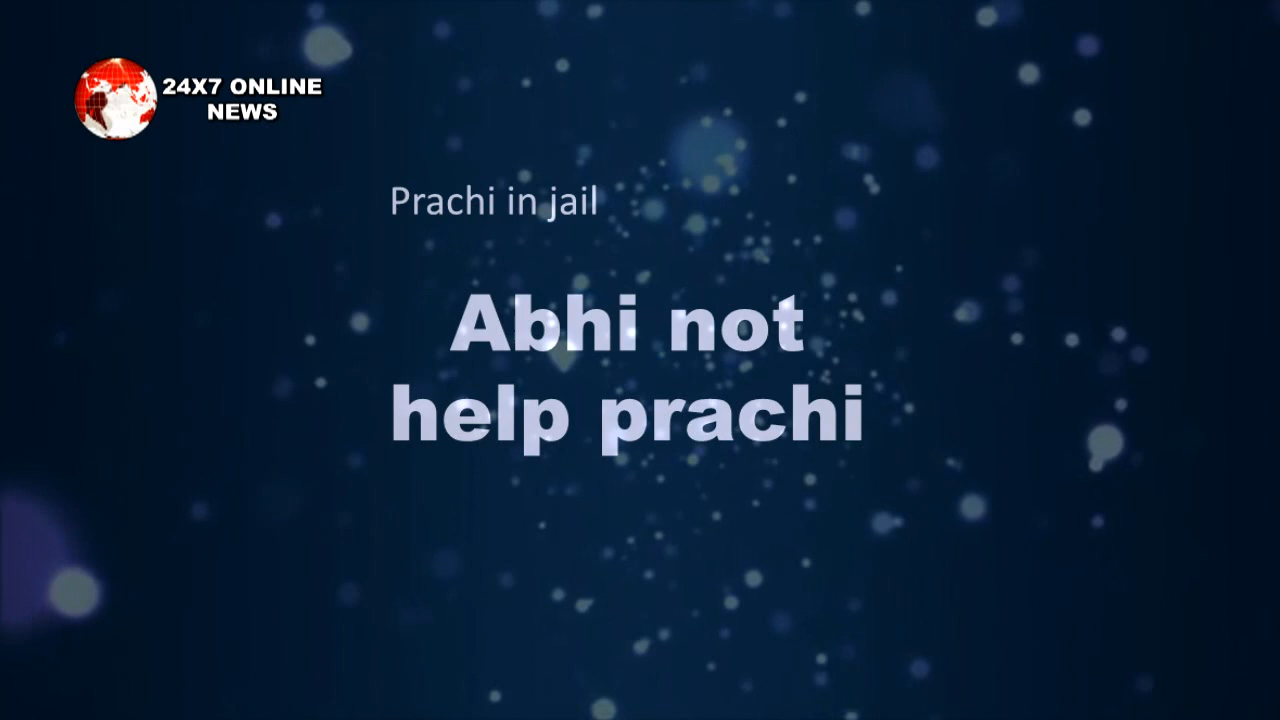 24X7 ONLINE
NEWS
Prachi in jail
Abhi not
help prachi